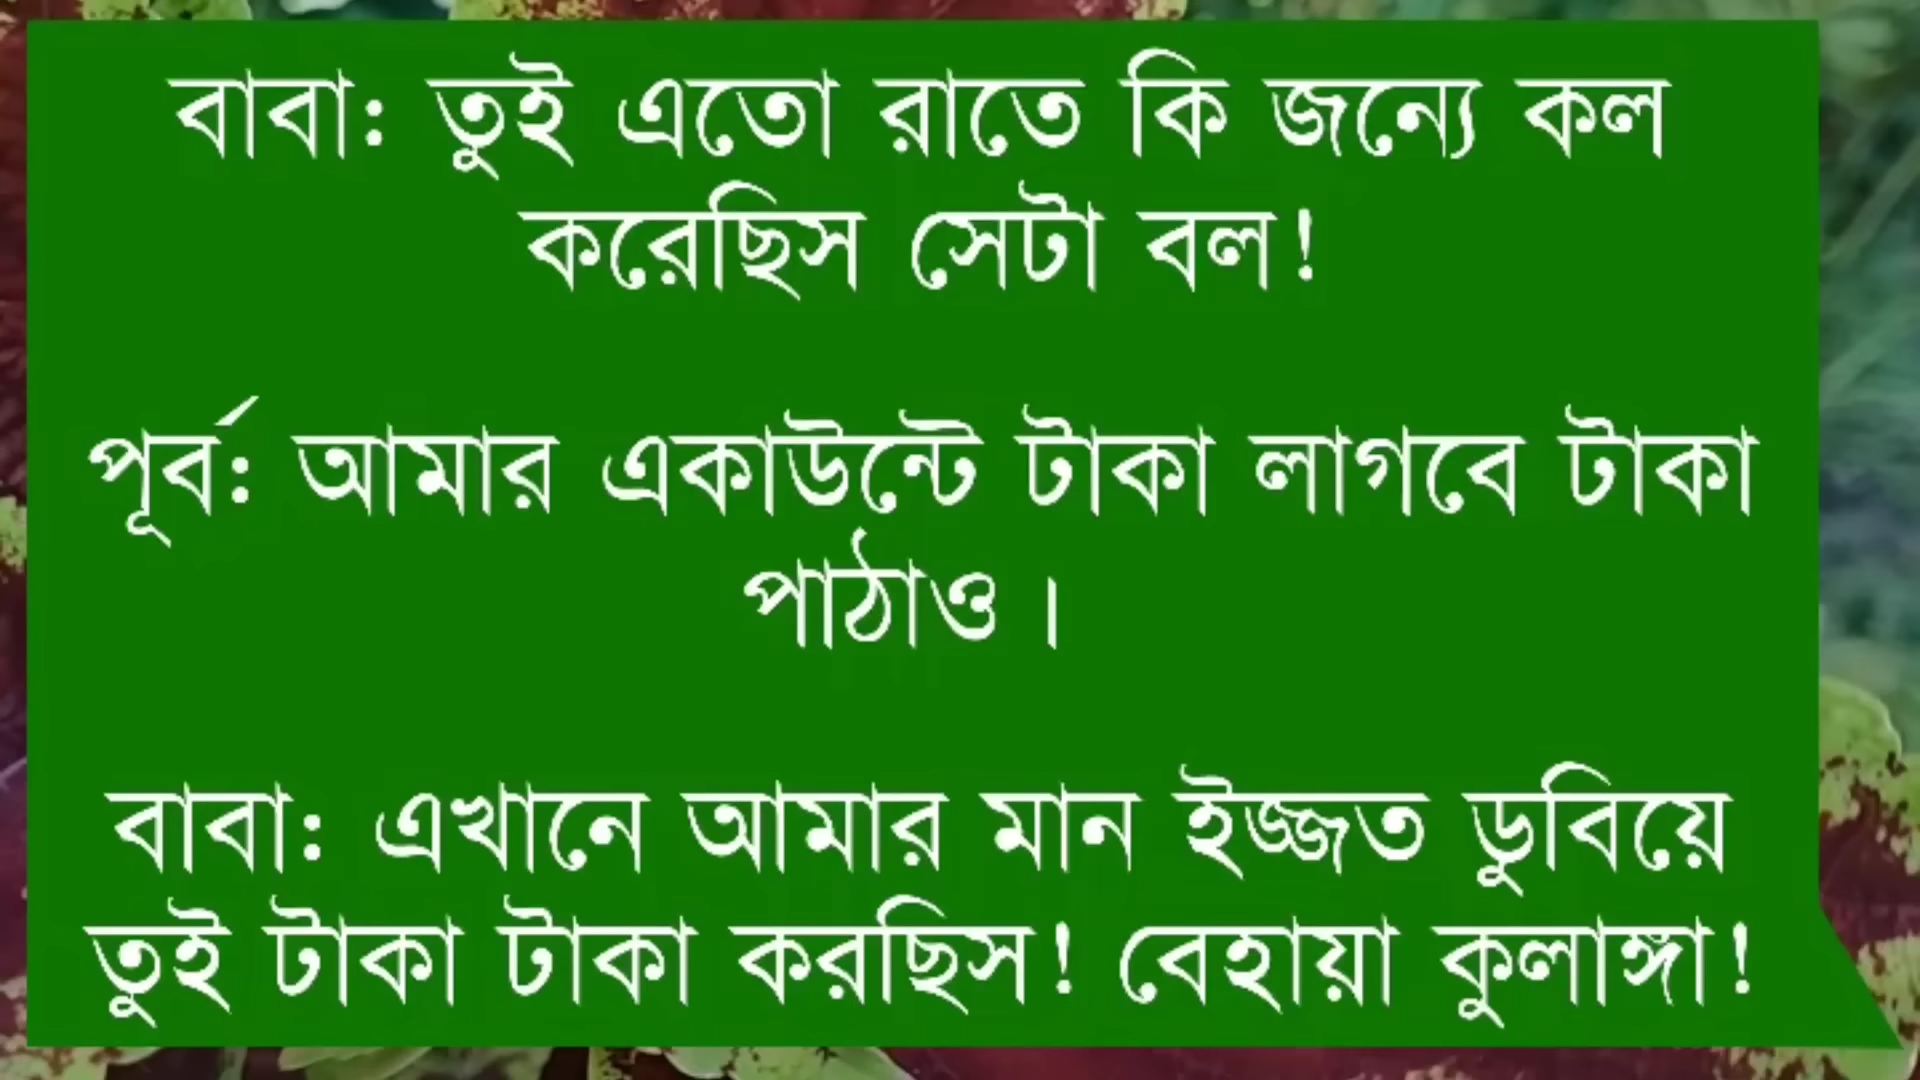 বাবা: তুই এতো রাতে কি জন্যে কল
করেছিস সেটা বল!
পূর্ব: আমার একাউন্টে টাকা লাগবে টাকা
পাঠাও।
বাবা: এখানে আমার মান ইজ্জত ডুবিয়ে
তুই টাকা টাকা করছিস! বেহায়া কুলাঙ্গা!